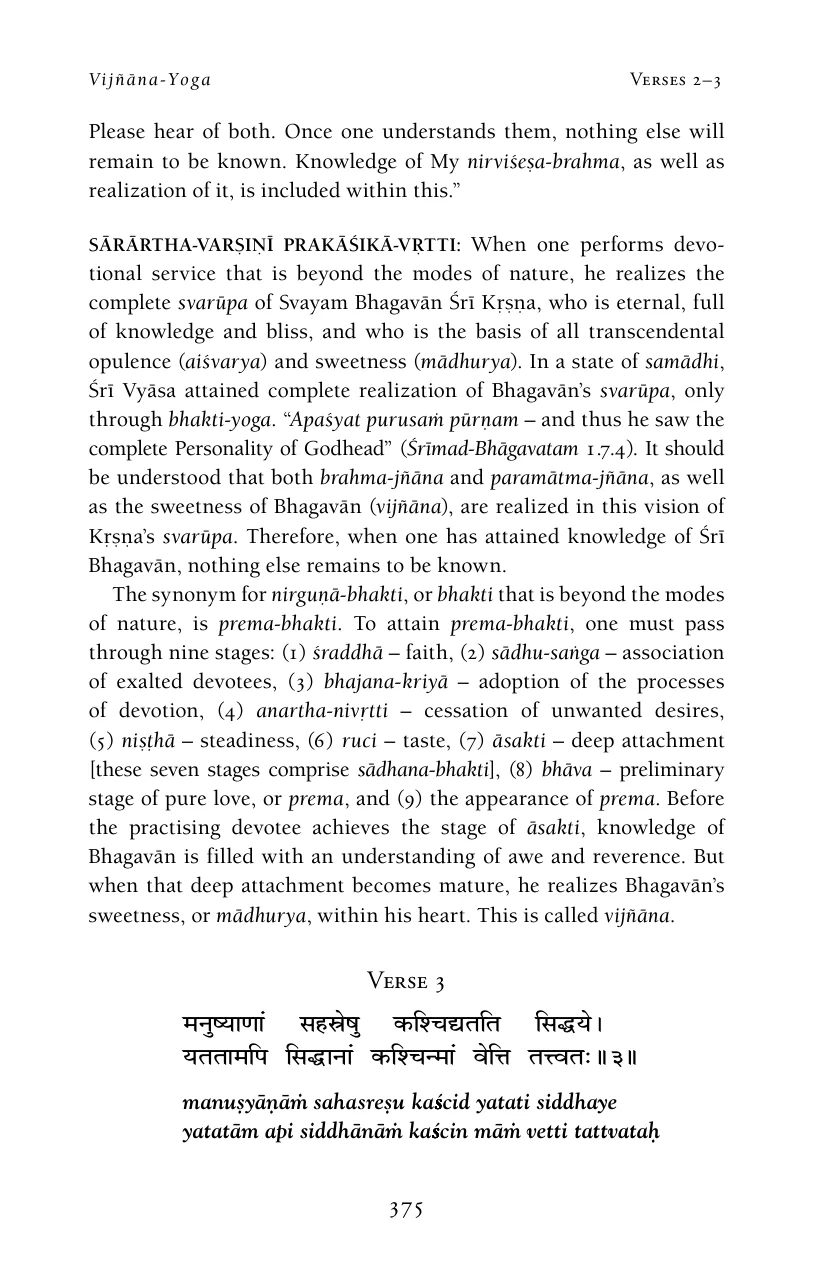 Vijñāna-Yoga Verses 2–3
Please hear of both. Once one understands them, nothing else will
remain to be known. Knowledge of My nirviśeṣa-brahma, as well as
realization of it, is included within this.”
SĀRĀRTHA-VARṢIṆĪ PRAKĀŚIKĀ-VṚTTI: When one performs devo-
tional service that is beyond the modes of nature, he realizes the
complete svarūpa of Svayam Bhagavān Śrī Kṛṣṇa, who is eternal, full
of knowledge and bliss, and who is the basis of all transcendental
opulence (aiśvarya) and sweetness (mādhurya). In a state of samādhi,
Śrī Vyāsa attained complete realization of Bhagavān’s svarūpa, only
through bhakti-yoga. “Apaśyat purusaṁ pūrṇam – and thus he saw the
complete Personality of Godhead” (Śrīmad-Bhāgavatam 1.7.4). It should
be understood that both brahma-jñāna and paramātma-jñāna, as well
as the sweetness of Bhagavān (vijñāna), are realized in this vision of
Kṛṣṇa’s svarūpa. Therefore, when one has attained knowledge of Śrī
Bhagavān, nothing else remains to be known.
The synonym for nirguṇā-bhakti, or bhakti that is beyond the modes
of nature, is prema-bhakti. To attain prema-bhakti, one must pass
through nine stages: (1) śraddhā – faith, (2) sādhu-saṅga – association
of exalted devotees, (3) bhajana-kriyā – adoption of the processes
of devotion, (4) anartha-nivṛtti – cessation of unwanted desires,
(5) niṣṭhā – steadiness, (6) ruci – taste, (7) āsakti – deep attachment
[these seven stages comprise sādhana-bhakti], (8) bhāva – preliminary
stage of pure love, or prema, and (9) the appearance of prema. Before
the practising devotee achieves the stage of āsakti, knowledge of
Bhagavān is filled with an understanding of awe and reverence. But
when that deep attachment becomes mature, he realizes Bhagavān’s
sweetness, or mādhurya, within his heart. This is called vijñāna.
Verse 3
मनुष्याणां सहस्रेषु कश्चिद्यतति सिद्धये।
यततामपि सिद्धानां कश्चिन्मां वेत्ति तत्त्वतः॥३॥
manuṣyāṇāṁ sahasreṣu kaścid yatati siddhaye
yatatām api siddhānāṁ kaścin māṁ vetti tattvataḥ
375